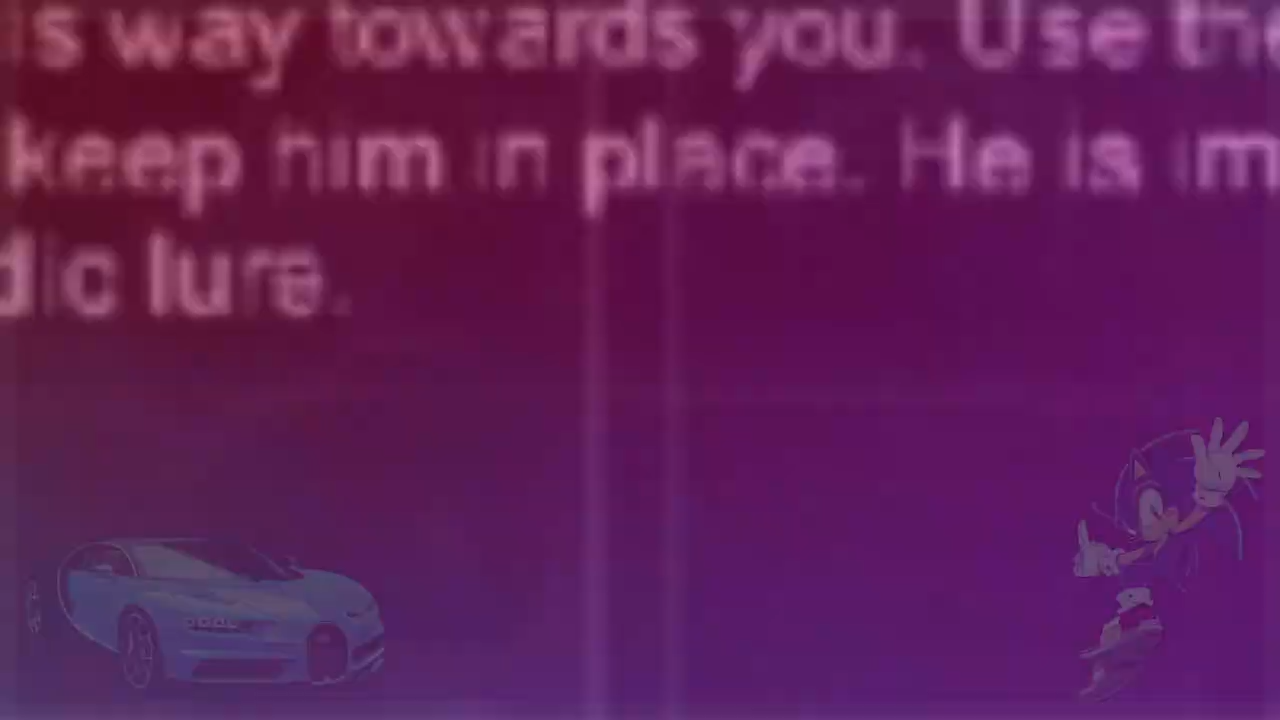 is way towards you. Use the
keep him in place. He is im
dic lure.